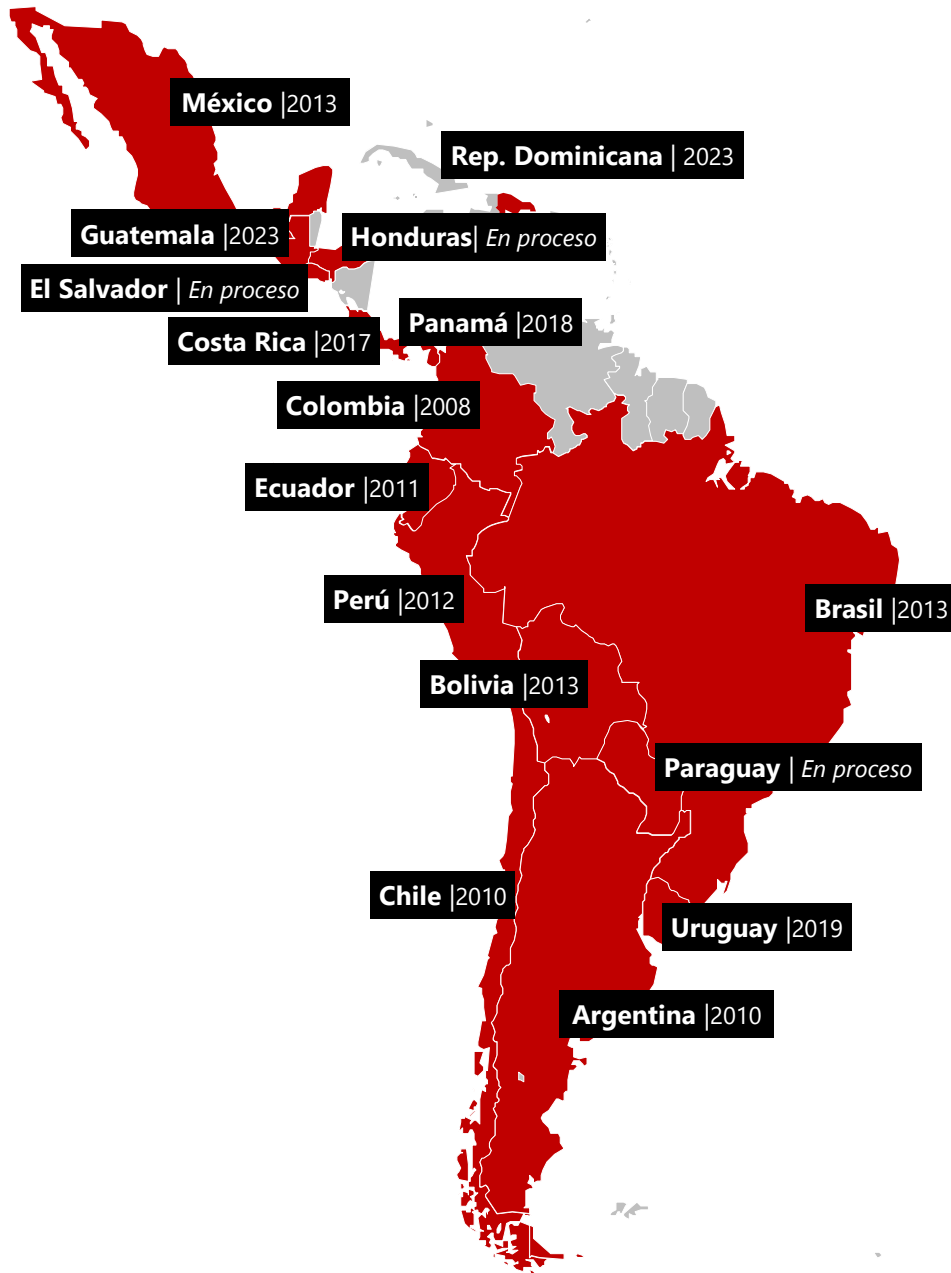 México |2013
Rep. Dominicana | 2023
Guatemala |2023
Honduras| En proceso
El Salvador | En proceso
Panamá |2018
Costa Rica |2017
Colombia |2008
Ecuador |2011
Perú |2012
Brasil |2013
Bolivia |2013
Paraguay | En proceso
Chile |2010
Uruguay |2019
Argentina |2010